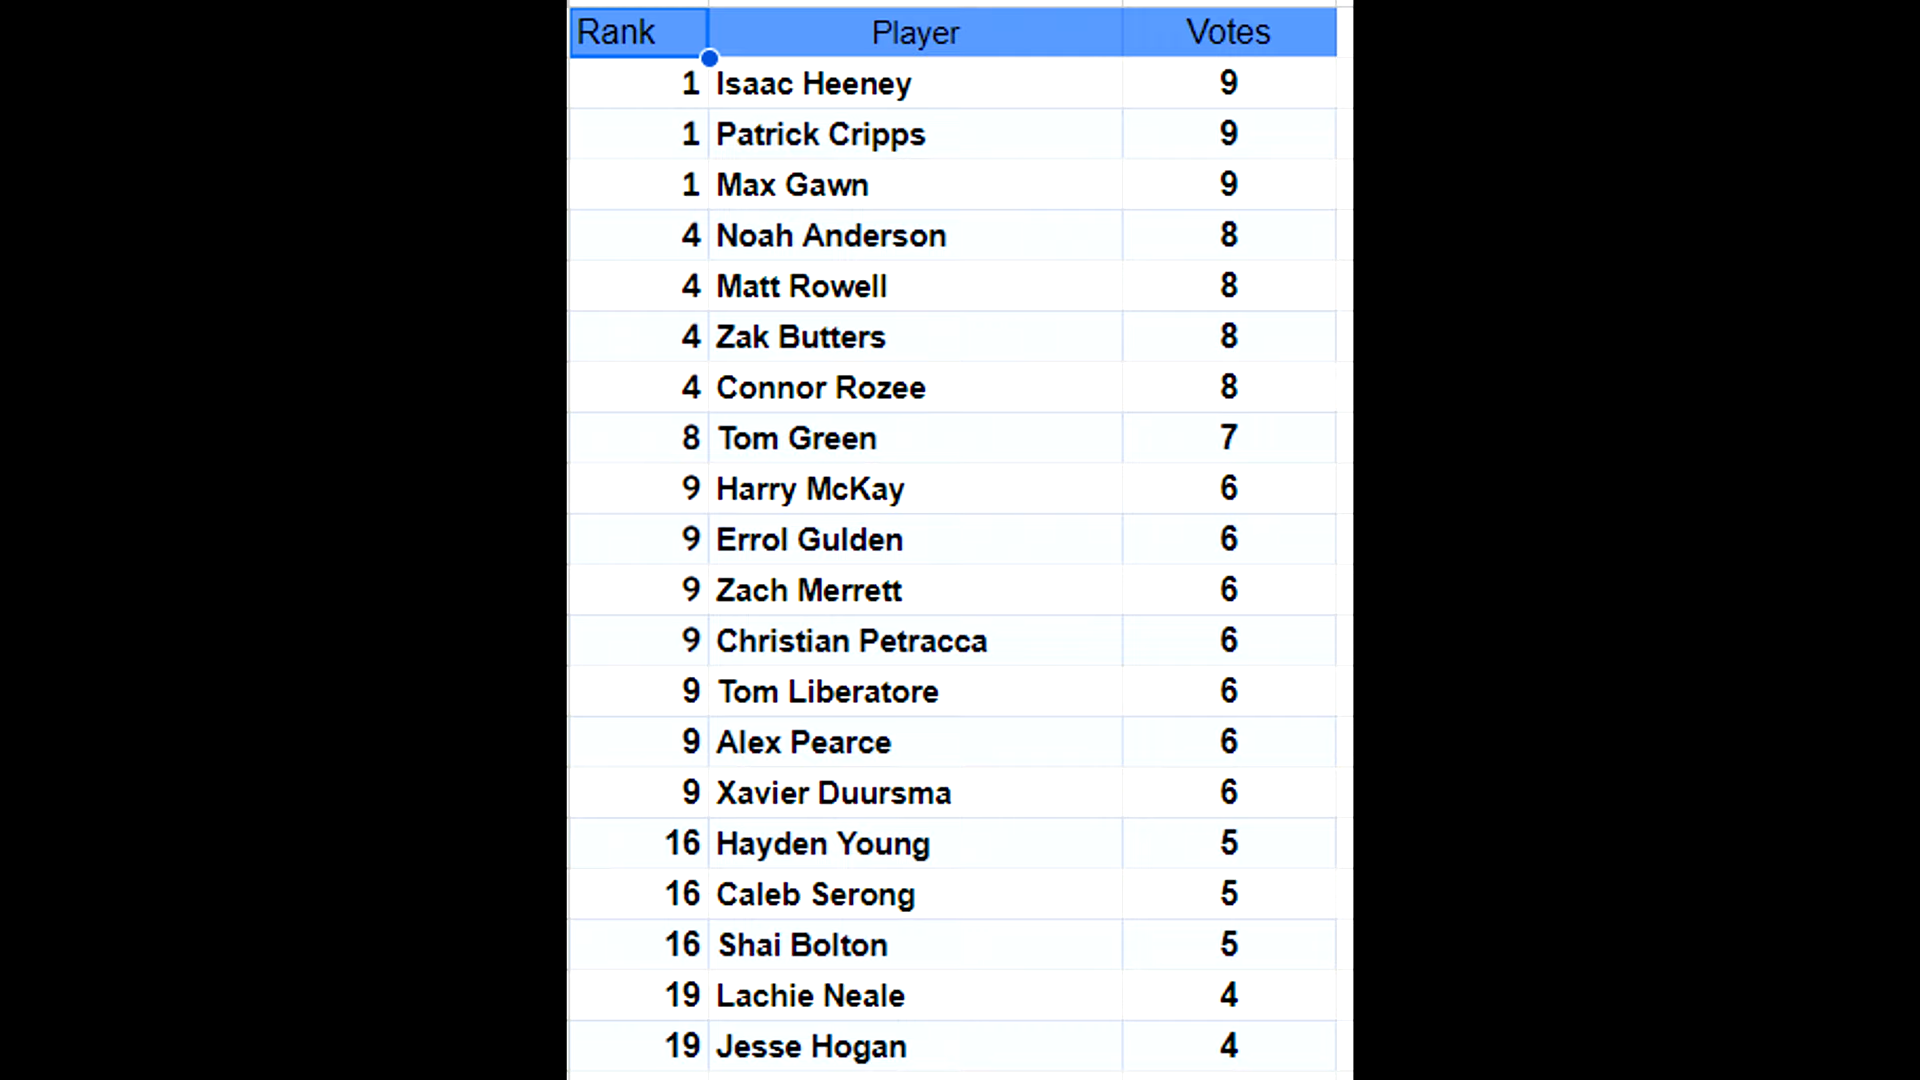 Rank Player Votes
1 Isaac Heeney 9
1 Patrick Cripps 9
1 Max Gawn 9
4 Noah Anderson 8
4 Matt Rowell 8
4 Zak Butters 8
4 Connor Rozee 8
8 Tom Green 7
9 Harry McKay 6
9 Errol Gulden 6
9 Zach Merrett 6
9 Christian Petracca 6
9 Tom Liberatore 6
9 Alex Pearce 6
9 Xavier Duursma 6
16 Hayden Young 5
16 Caleb Serong 5
16 Shai Bolton 5
19 Lachie Neale 4
19 Jesse Hogan 4